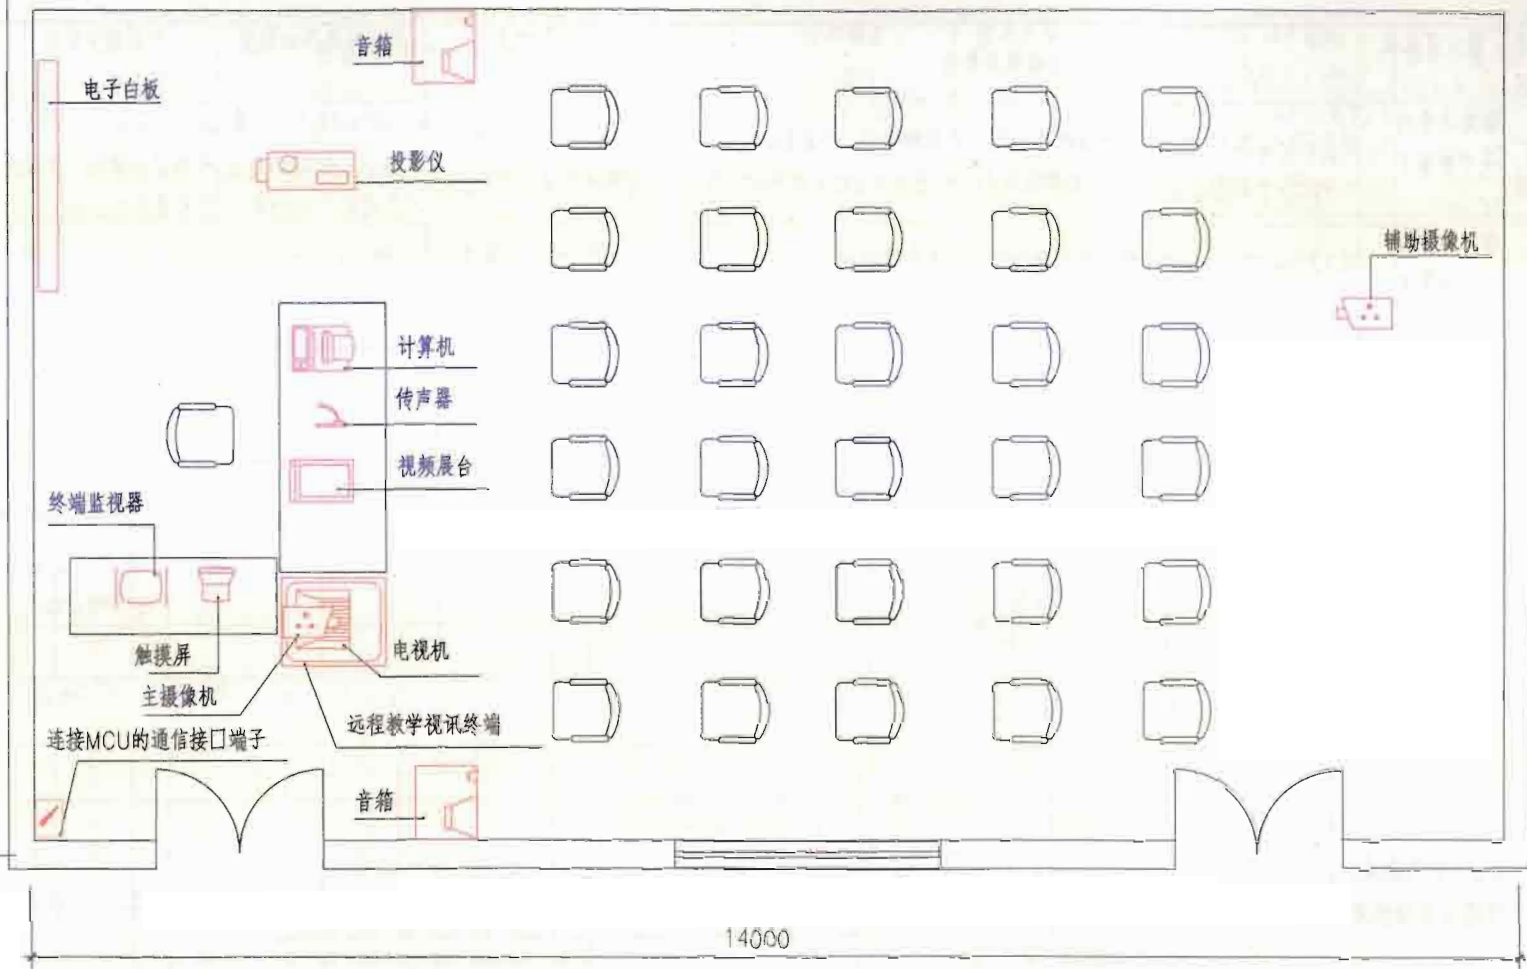 音箱
电子白板
投影仪
辅助摄像机
计算机
传声器
视频展台
终端监视器
触摸屏
电视机
主摄像机
远程教学视讯终端
连接MCU的通信接口端子
音箱
14000